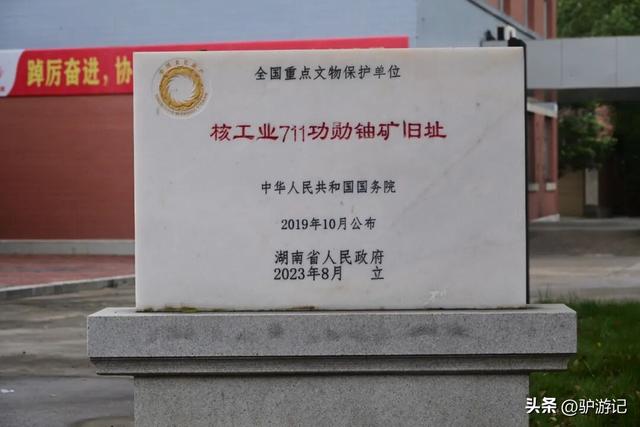 踔厉奋进,协
全国重点文物保护单位
核工业711功勋铀矿旧址
中华人民共和国国务院
2019年10月公布
湖南省人民政府
2023年8月 立
头条 @驴游记